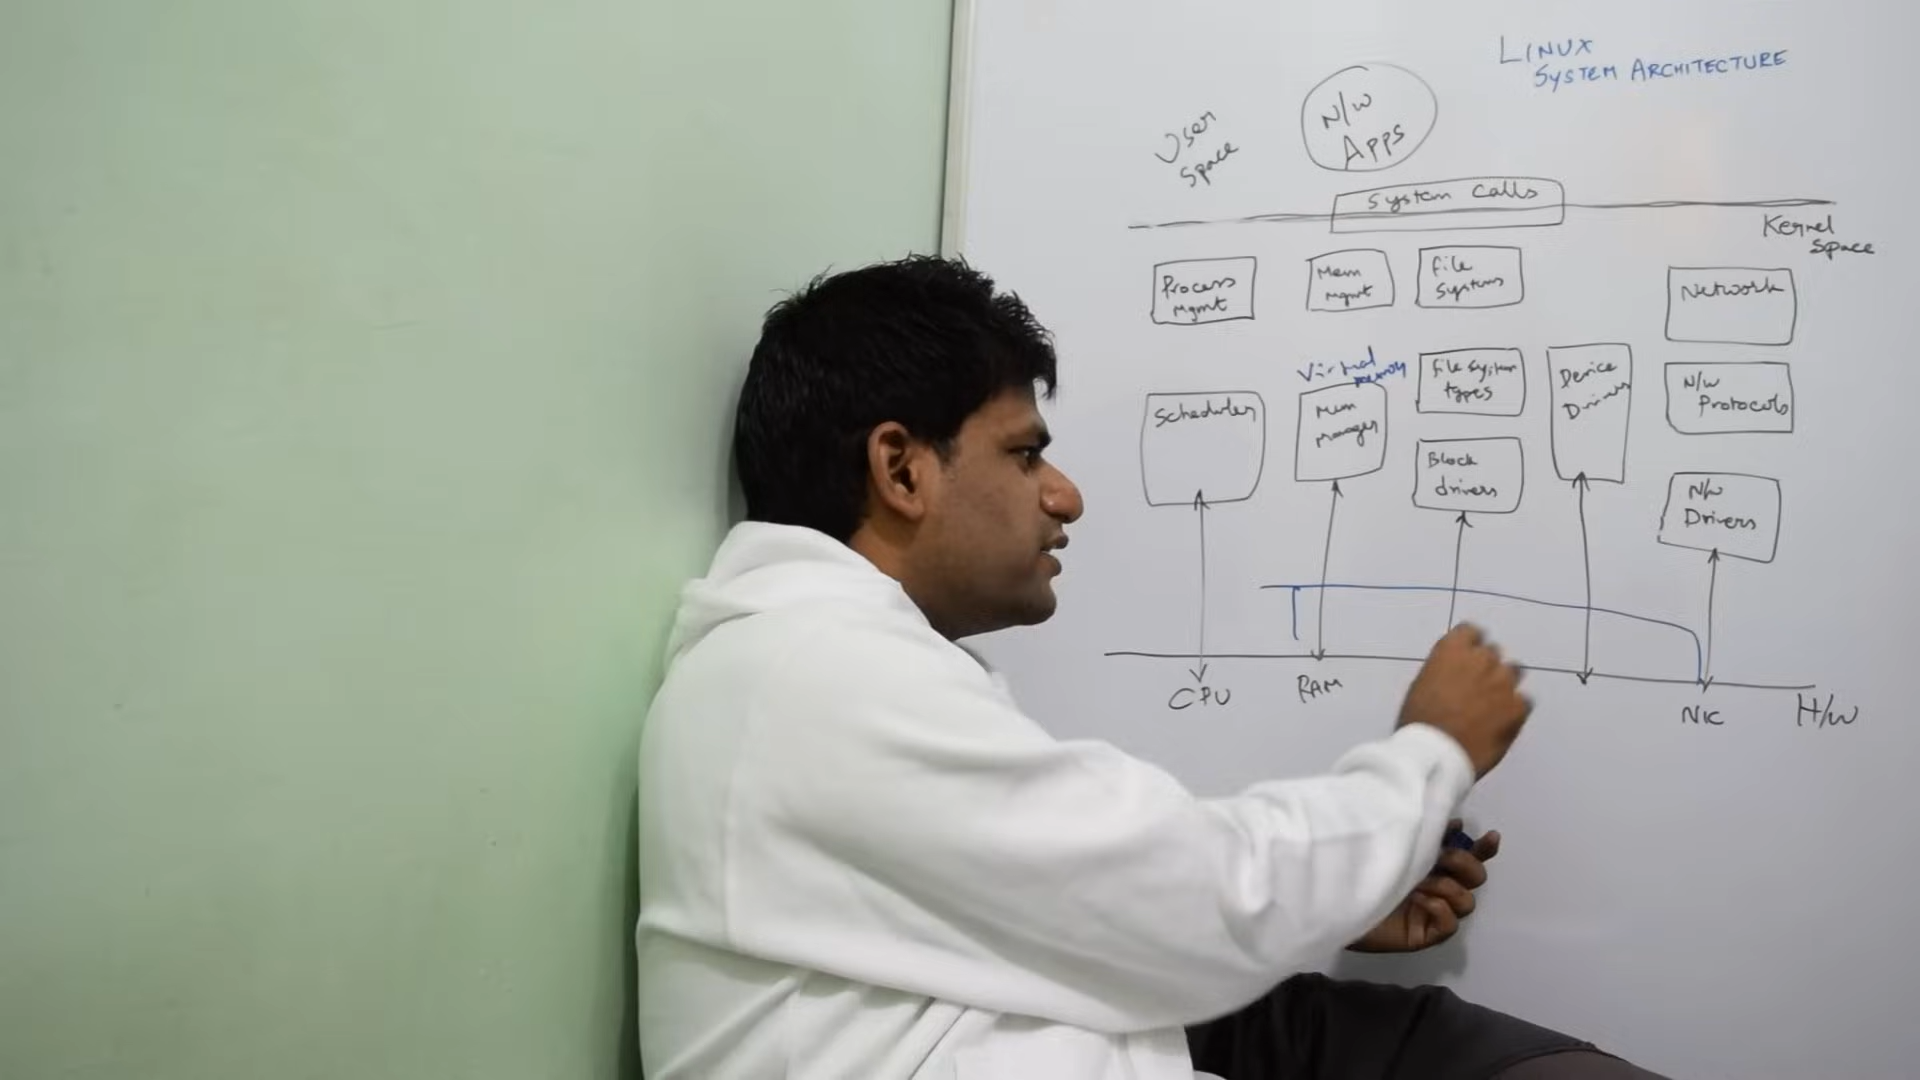 LINUX
SYSTEM ARCHITECTURE
N/W
APPS
User
Space
System Calls
Kernel
Space
Process
Mgmt
Mem
Mgmt
File
Systems
Network
Virtual
memory
Scheduler
Mem
Manager
File System
types
Device
Drivers
N/W
Protocols
Block
drivers
N/W
Drivers
CPU
RAM
NIC
H/W